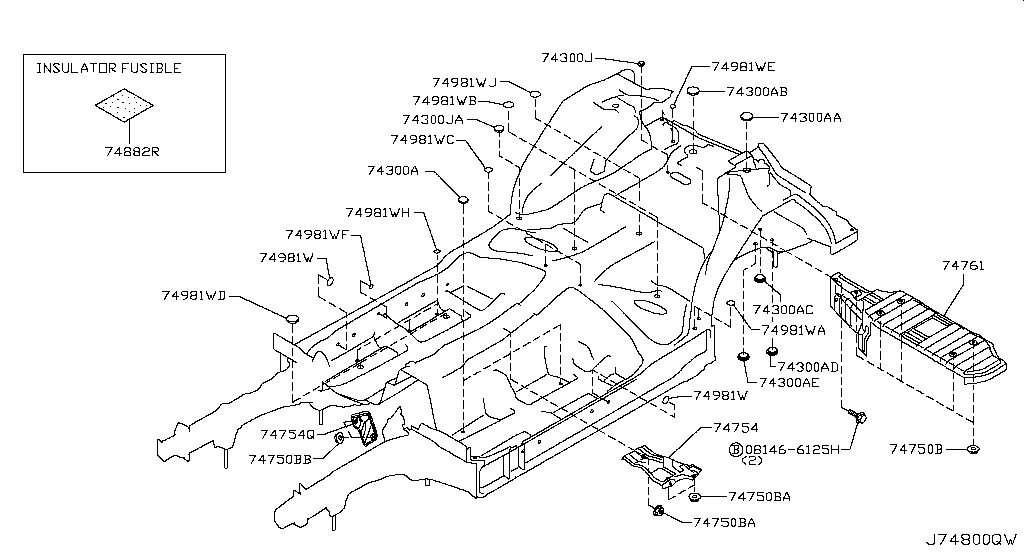 INSULATOR FUSIBLE
74882R
74300J
74981WE
74981WJ
74300AB
74981WB
74300AA
74300JA
74981WC
74300A
74981WH
74981WF
74981W
74981WD
74761
74300AC
74981WA
74300AD
74300AE
74981W
74754Q
74750BB
74754
B 08146-6125H
(2)
74750B
74750BA
74750BA
J74800QW